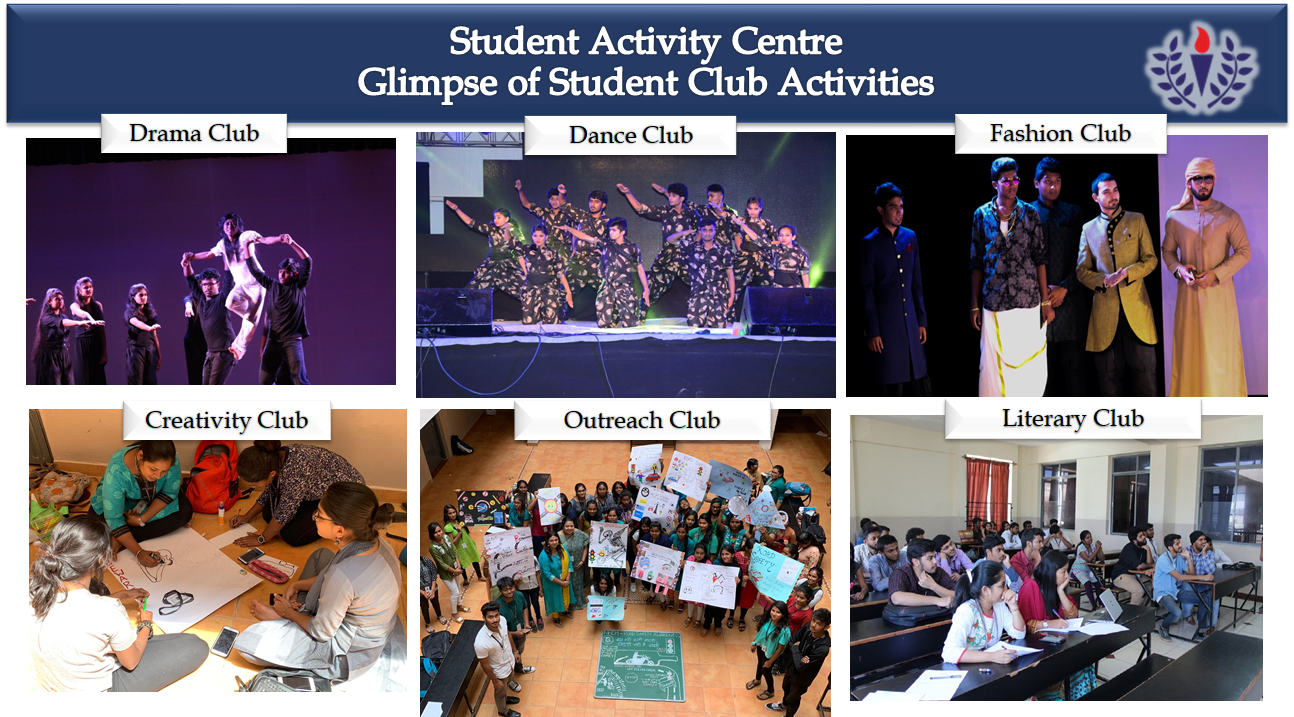 Student Activity Centre
Glimpse of Student Club Activities
Drama Club
Dance Club
Fashion Club
Creativity Club
Outreach Club
Literary Club